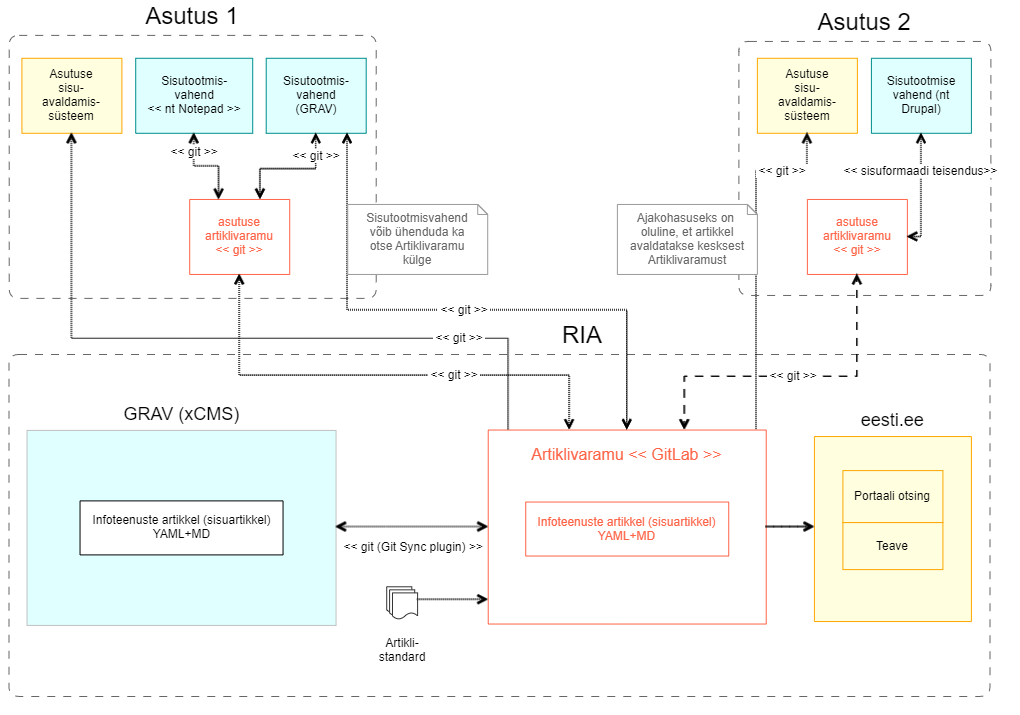 Asutus 1
Asutus 2
Asutuse
sisu-
avaldamis-
süsteem
Sisutootmis-
vahend
<< nt Notepad >>
Sisutootmis-
vahend
(GRAV)
Asutuse
sisu-
avaldamis-
süsteem
Sisutootmise
vahend (nt
Drupal)
<< git >>
<< git >>
<< git >>
<< sisuformaadi teisendus>>
asutuse
artiklivaramu
<< git >>
Sisutootmisvahend
võib ühenduda ka
otse Artiklivaramu
külge
Ajakohasuseks on
oluline, et artikkel
avaldatakse kesksest
Artiklivaramust
asutuse
artiklivaramu
<< git >>
<< git >>
<< git >>
RIA
<< git >>
<< git >>
GRAV (xCMS)
eesti.ee
Artiklivaramu << GitLab >>
Infoteenuste artikkel (sisuartikkel)
YAML+MD
Infoteenuste artikkel (sisuartikkel)
YAML+MD
Portaali otsing
Teave
<< git (Git Sync plugin) >>
Artikli-
standard